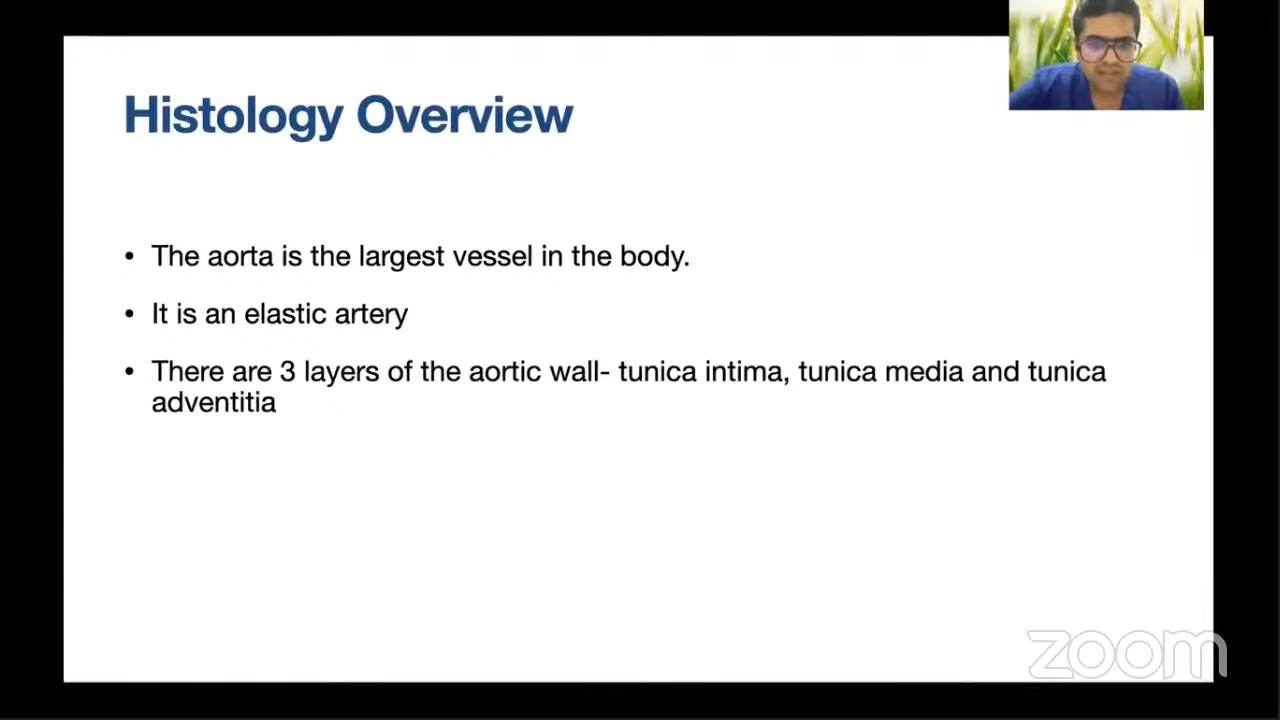 Histology Overview
• The aorta is the largest vessel in the body.
• It is an elastic artery
• There are 3 layers of the aortic wall- tunica intima, tunica media and tunica
adventitia
zoom